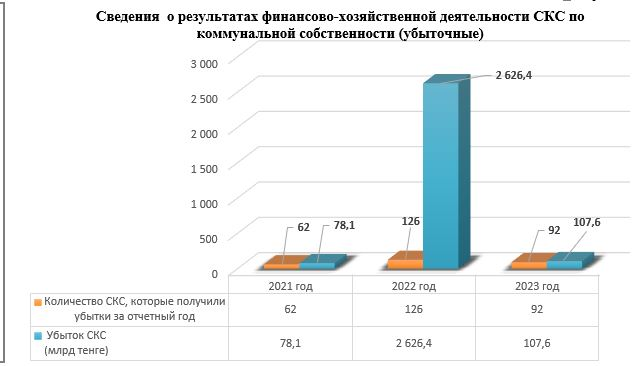 Сведения о результатах финансово-хозяйственной деятельности СКС по
коммунальной собственности (убыточные)
3 000
2 500
2 000
1 500
1 000
500
0
2 626,4
62
78,1
126
92
107,6
2021 год 2022 год 2023 год
Количество СКС, которые получили
убытки за отчетный год
62 126 92
Убыток СКС
(млрд тенге)
78,1 2 626,4 107,6